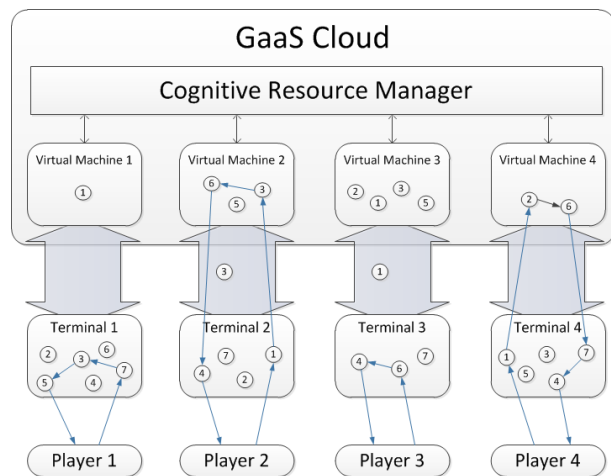 GaaS Cloud
Cognitive Resource Manager
Virtual Machine 1
1
Virtual Machine 2
6
3
5
Virtual Machine 3
2
3
1
5
Virtual Machine 4
2
6
3
1
Terminal 1
2
6
3
7
5
4
Terminal 2
7
1
4
2
Terminal 3
4
7
6
Terminal 4
1
3
7
5
4
Player 1
Player 2
Player 3
Player 4